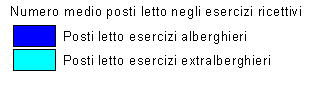 Numero medio posti letto negli esercizi ricettivi
Posti letto esercizi alberghieri
Posti letto esercizi extralberghieri